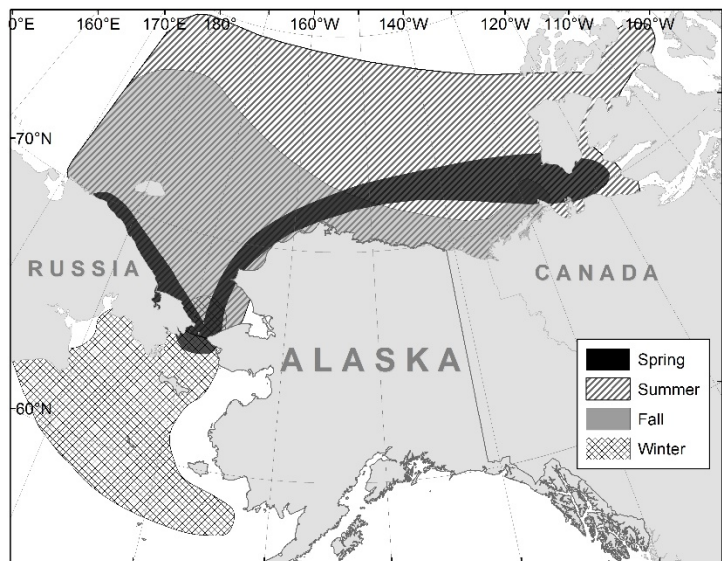 0°E 160°E 170°E 180° 160°W 140°W 120°W 110°W 100°W
70°N
RUSSIA
CANADA
ALASKA
Spring
Summer
60°N
Fall
Winter